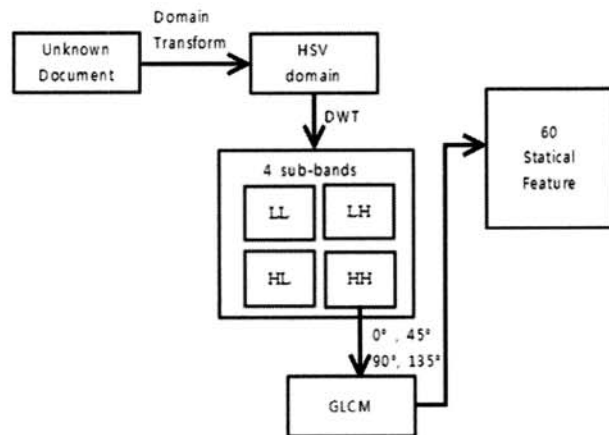 Domain
Transform
Unknown
Document
HSV
domain
DWT
4 sub-bands
LL
LH
HL
HH
60
Statical
Feature
0° , 45°
90°, 135°
GLCM